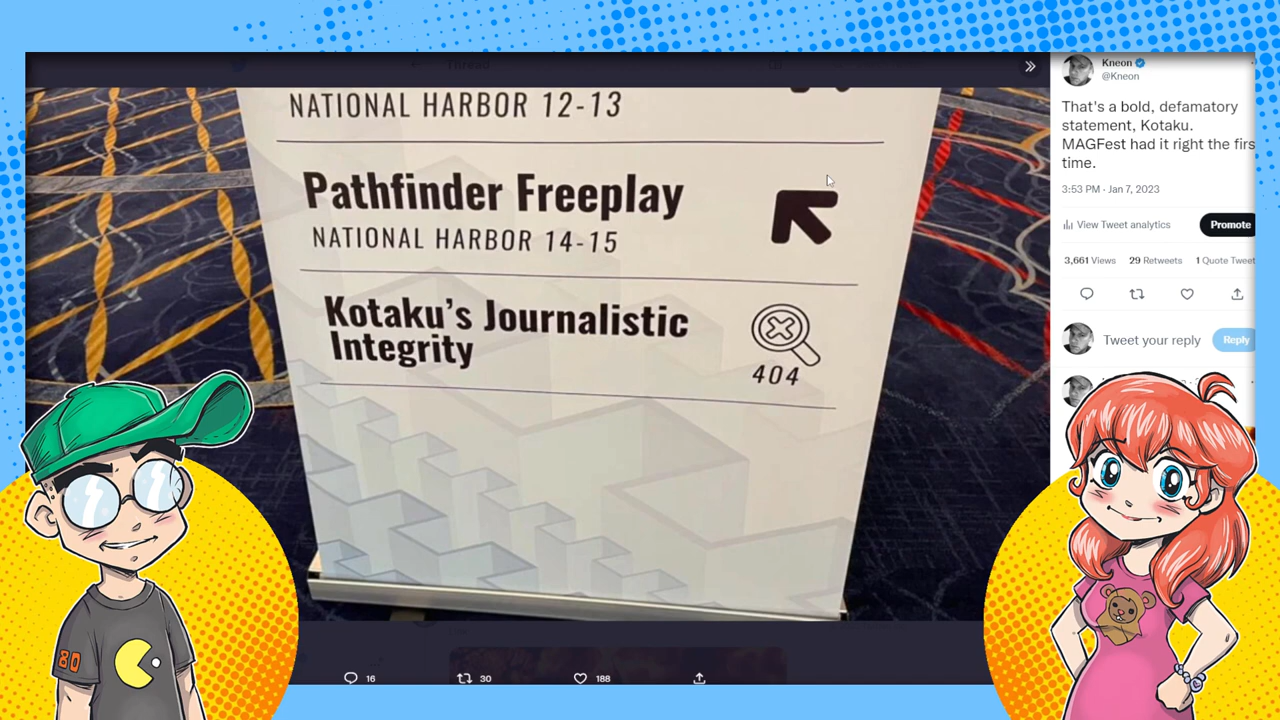 NATIONAL HARBOR 12-13
Pathfinder Freeplay
NATIONAL HARBOR 14-15
Kotaku's Journalistic
Integrity
404
16
30
188
Kneon
@Kneon
That's a bold, defamatory
statement, Kotaku.
MAGFest had it right the firs
time.
3:53 PM · Jan 7, 2023
View Tweet analytics
Promote
3,661 Views 29 Retweets 1 Quote Tweet
Tweet your reply
Reply
80